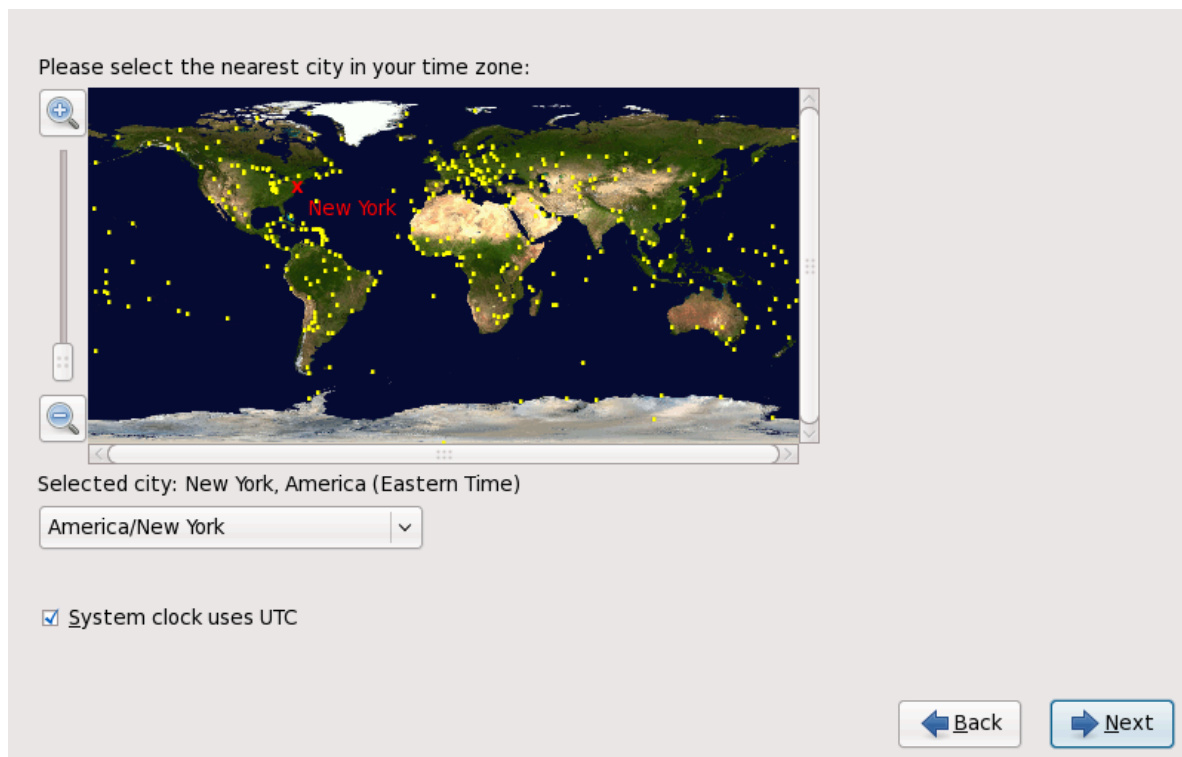 Please select the nearest city in your time zone:
New York
Selected city: New York, America (Eastern Time)
America/New York
System clock uses UTC
Back
Next